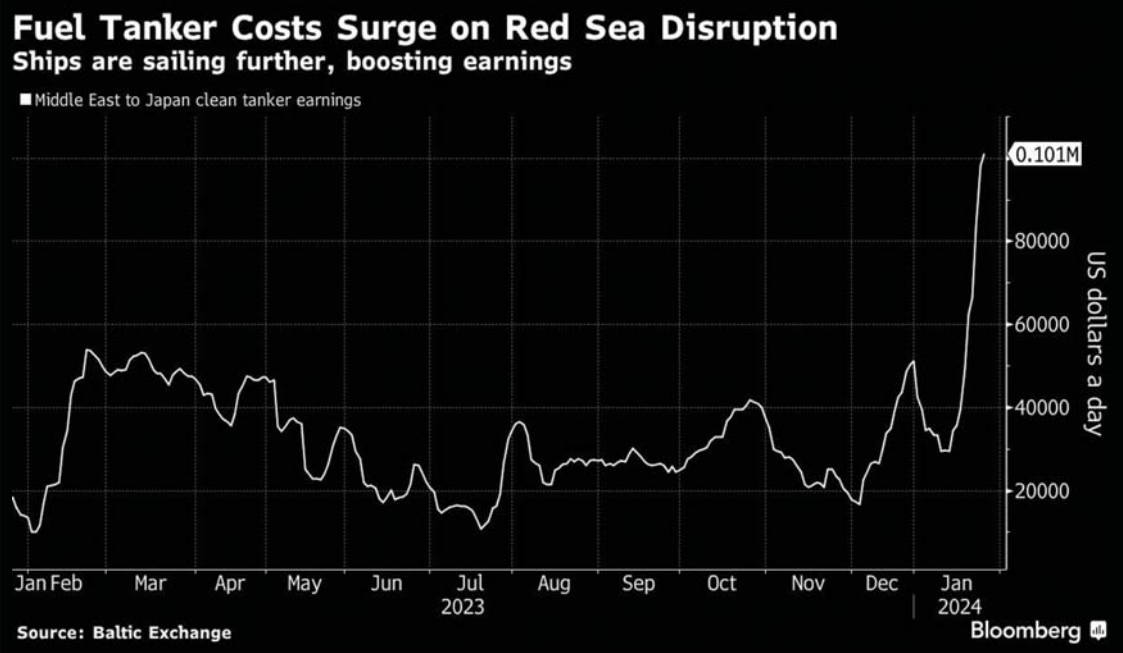 Fuel Tanker Costs Surge on Red Sea Disruption
Ships are sailing further, boosting earnings
Middle East to Japan clean tanker earnings
0.101M
80000
60000
40000
20000
US dollars a day
Jan Feb Mar Apr May Jun Jul Aug Sep Oct Nov Dec Jan
2023 2024
Source: Baltic Exchange
Bloomberg